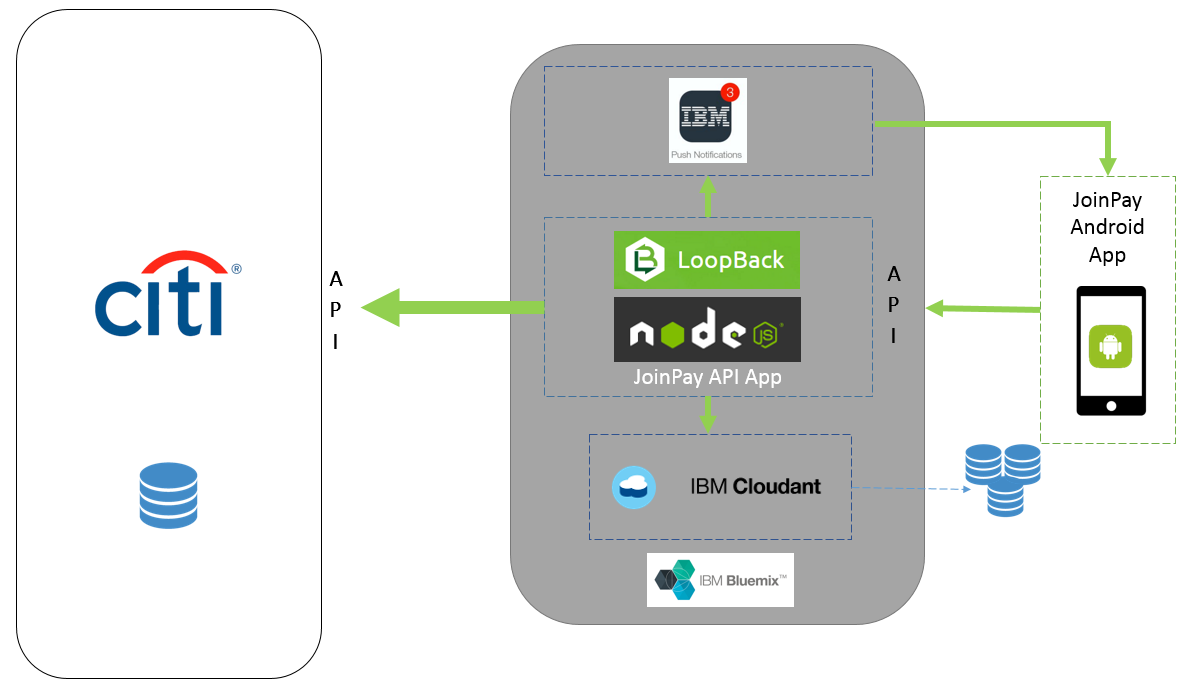 citi®
A
P
I
3
IBM
Push Notifications
LoopBack
node
JS
JoinPay API App
A
P
I
IBM Cloudant
IBM Bluemix™
JoinPay
Android
App